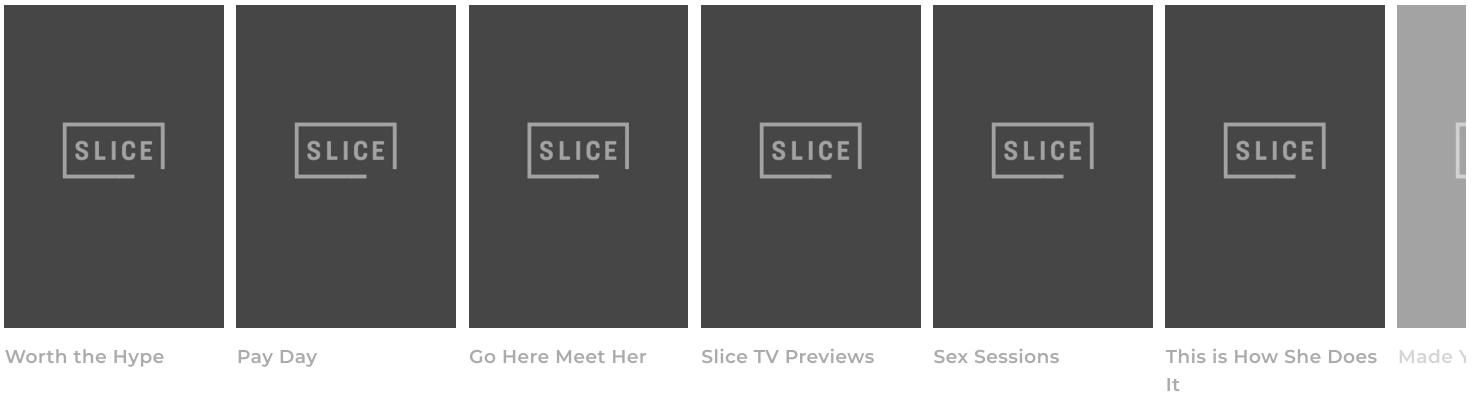 SLICE
SLICE
SLICE
SLICE
SLICE
SLICE
Worth the Hype
Pay Day
Go Here Meet Her
Slice TV Previews
Sex Sessions
This is How She Does
It
Made